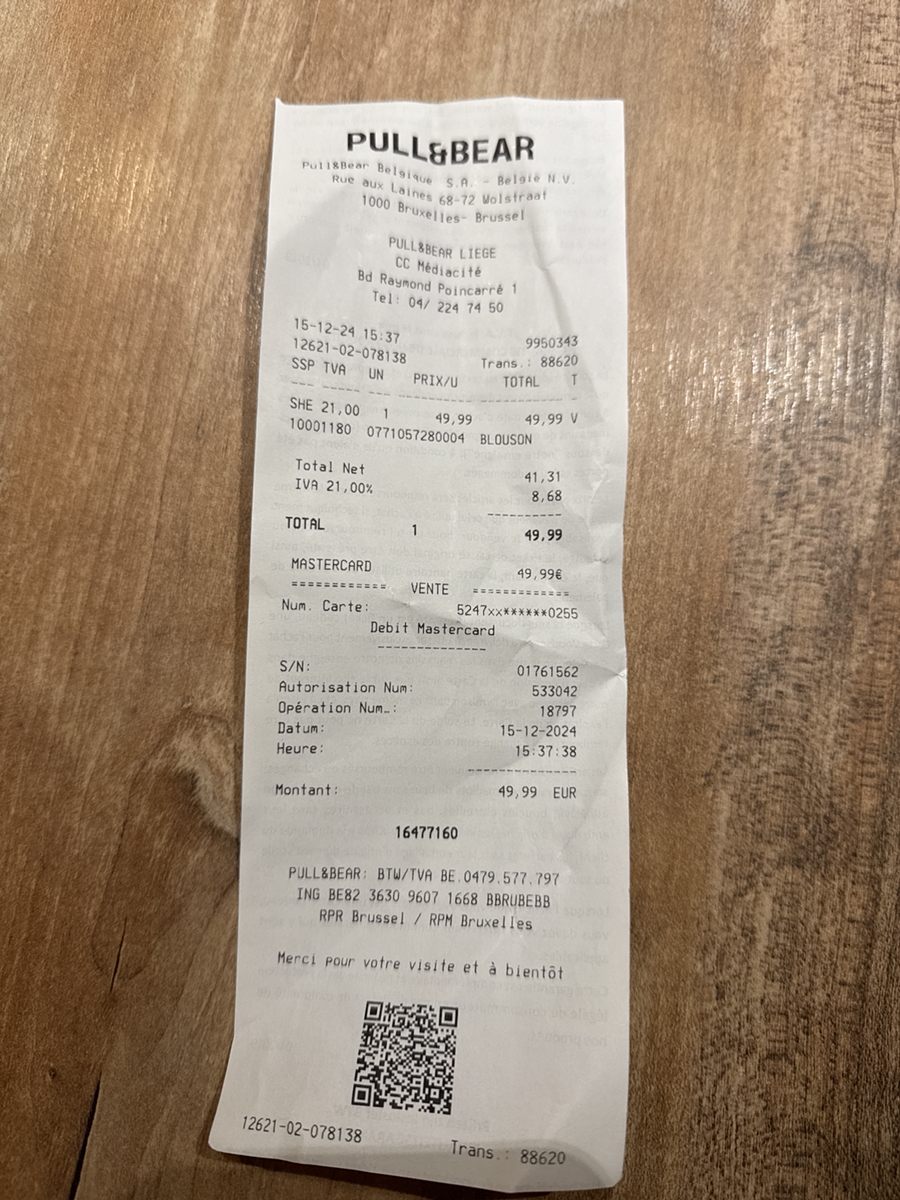 PULL&BEAR
Pull&Bear Belgique S.A. - Belgie N.V.
Rue aux Laines 68-72 Wolstraat
1000 Bruxelles- Brussel
PULL&BEAR LIEGE
CC Médiacité
Bd Raymond Poincarré 1
Tel: 04/ 224 74 50
15-12-24 15:37 9950343
12621-02-078138 Trans.: 88620
SSP TVA UN PRIX/U TOTAL T
--- ----- --- ---------- ---------- -
SHE 21,00 1 49,99 49,99 V
10001180 0771057280004 BLOUSON
Total Net 41,31
IVA 21,00% 8,68
----------
TOTAL 1 49,99
MASTERCARD 49,99€
============ VENTE ============
Num. Carte: 5247xx******0255
Debit Mastercard
--------------
S/N: 01761562
Autorisation Num: 533042
Opération Num.: 18797
Datum: 15-12-2024
Heure: 15:37:38
--------------
Montant: 49,99 EUR
16477160
PULL&BEAR: BTW/TVA BE.0479.577.797
ING BE82 3630 9607 1668 BBRUBEBB
RPR Brussel / RPM Bruxelles
Merci pour votre visite et à bientôt
12621-02-078138 Trans.: 88620